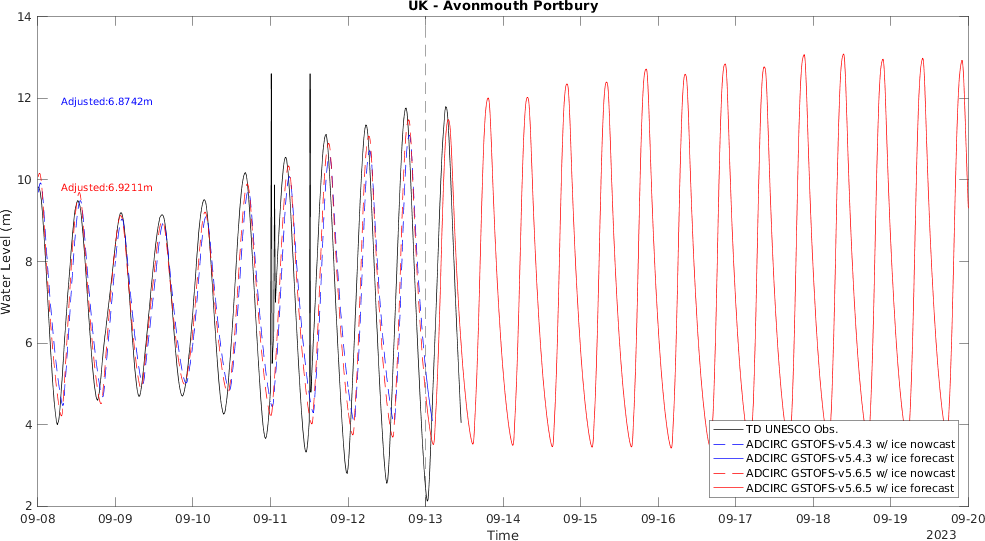 UK - Avonmouth Portbury
14
12
10
8
6
4
2
Water Level (m)
Adjusted:6.8742m
Adjusted:6.9211m
TD UNESCO Obs.
ADCIRC GSTOFS-v5.4.3 w/ ice nowcast
ADCIRC GSTOFS-v5.4.3 w/ ice forecast
ADCIRC GSTOFS-v5.6.5 w/ ice nowcast
ADCIRC GSTOFS-v5.6.5 w/ ice forecast
09-08 09-09 09-10 09-11 09-12 09-13 09-14 09-15 09-16 09-17 09-18 09-19 09-20
Time
2023